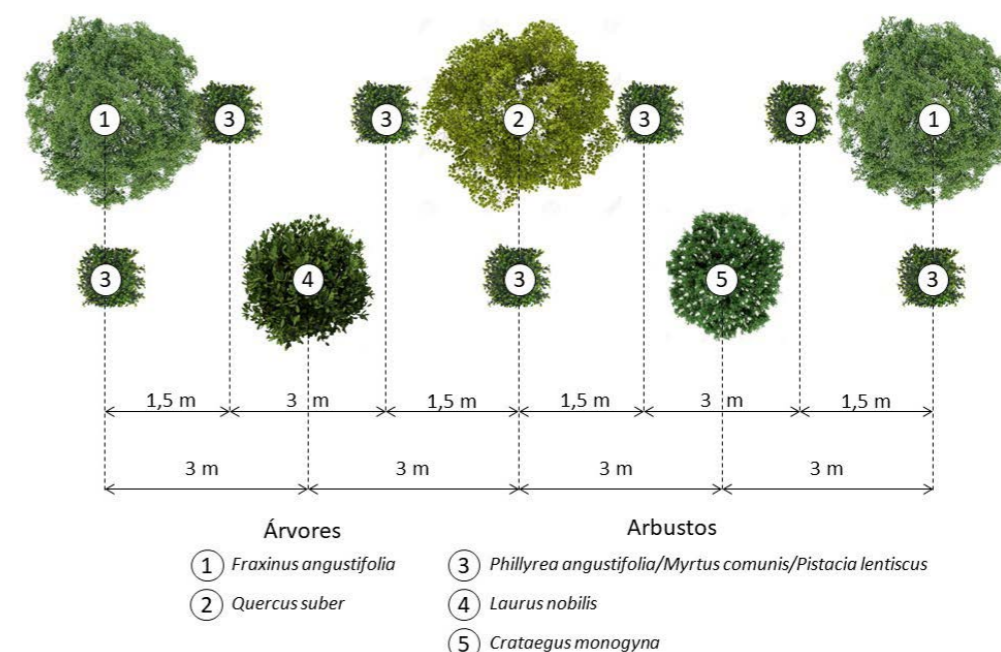 1 3 3 2 3 3 1
3 4 3 5 3
1,5 m 3 m 1,5 m 1,5 m 3 m 1,5 m
3 m 3 m 3 m 3 m
Árvores
1 Fraxinus angustifolia
2 Quercus suber
Arbustos
3 Phillyrea angustifolia/Myrtus comunis/Pistacia lentiscus
4 Laurus nobilis
5 Crataegus monogyna